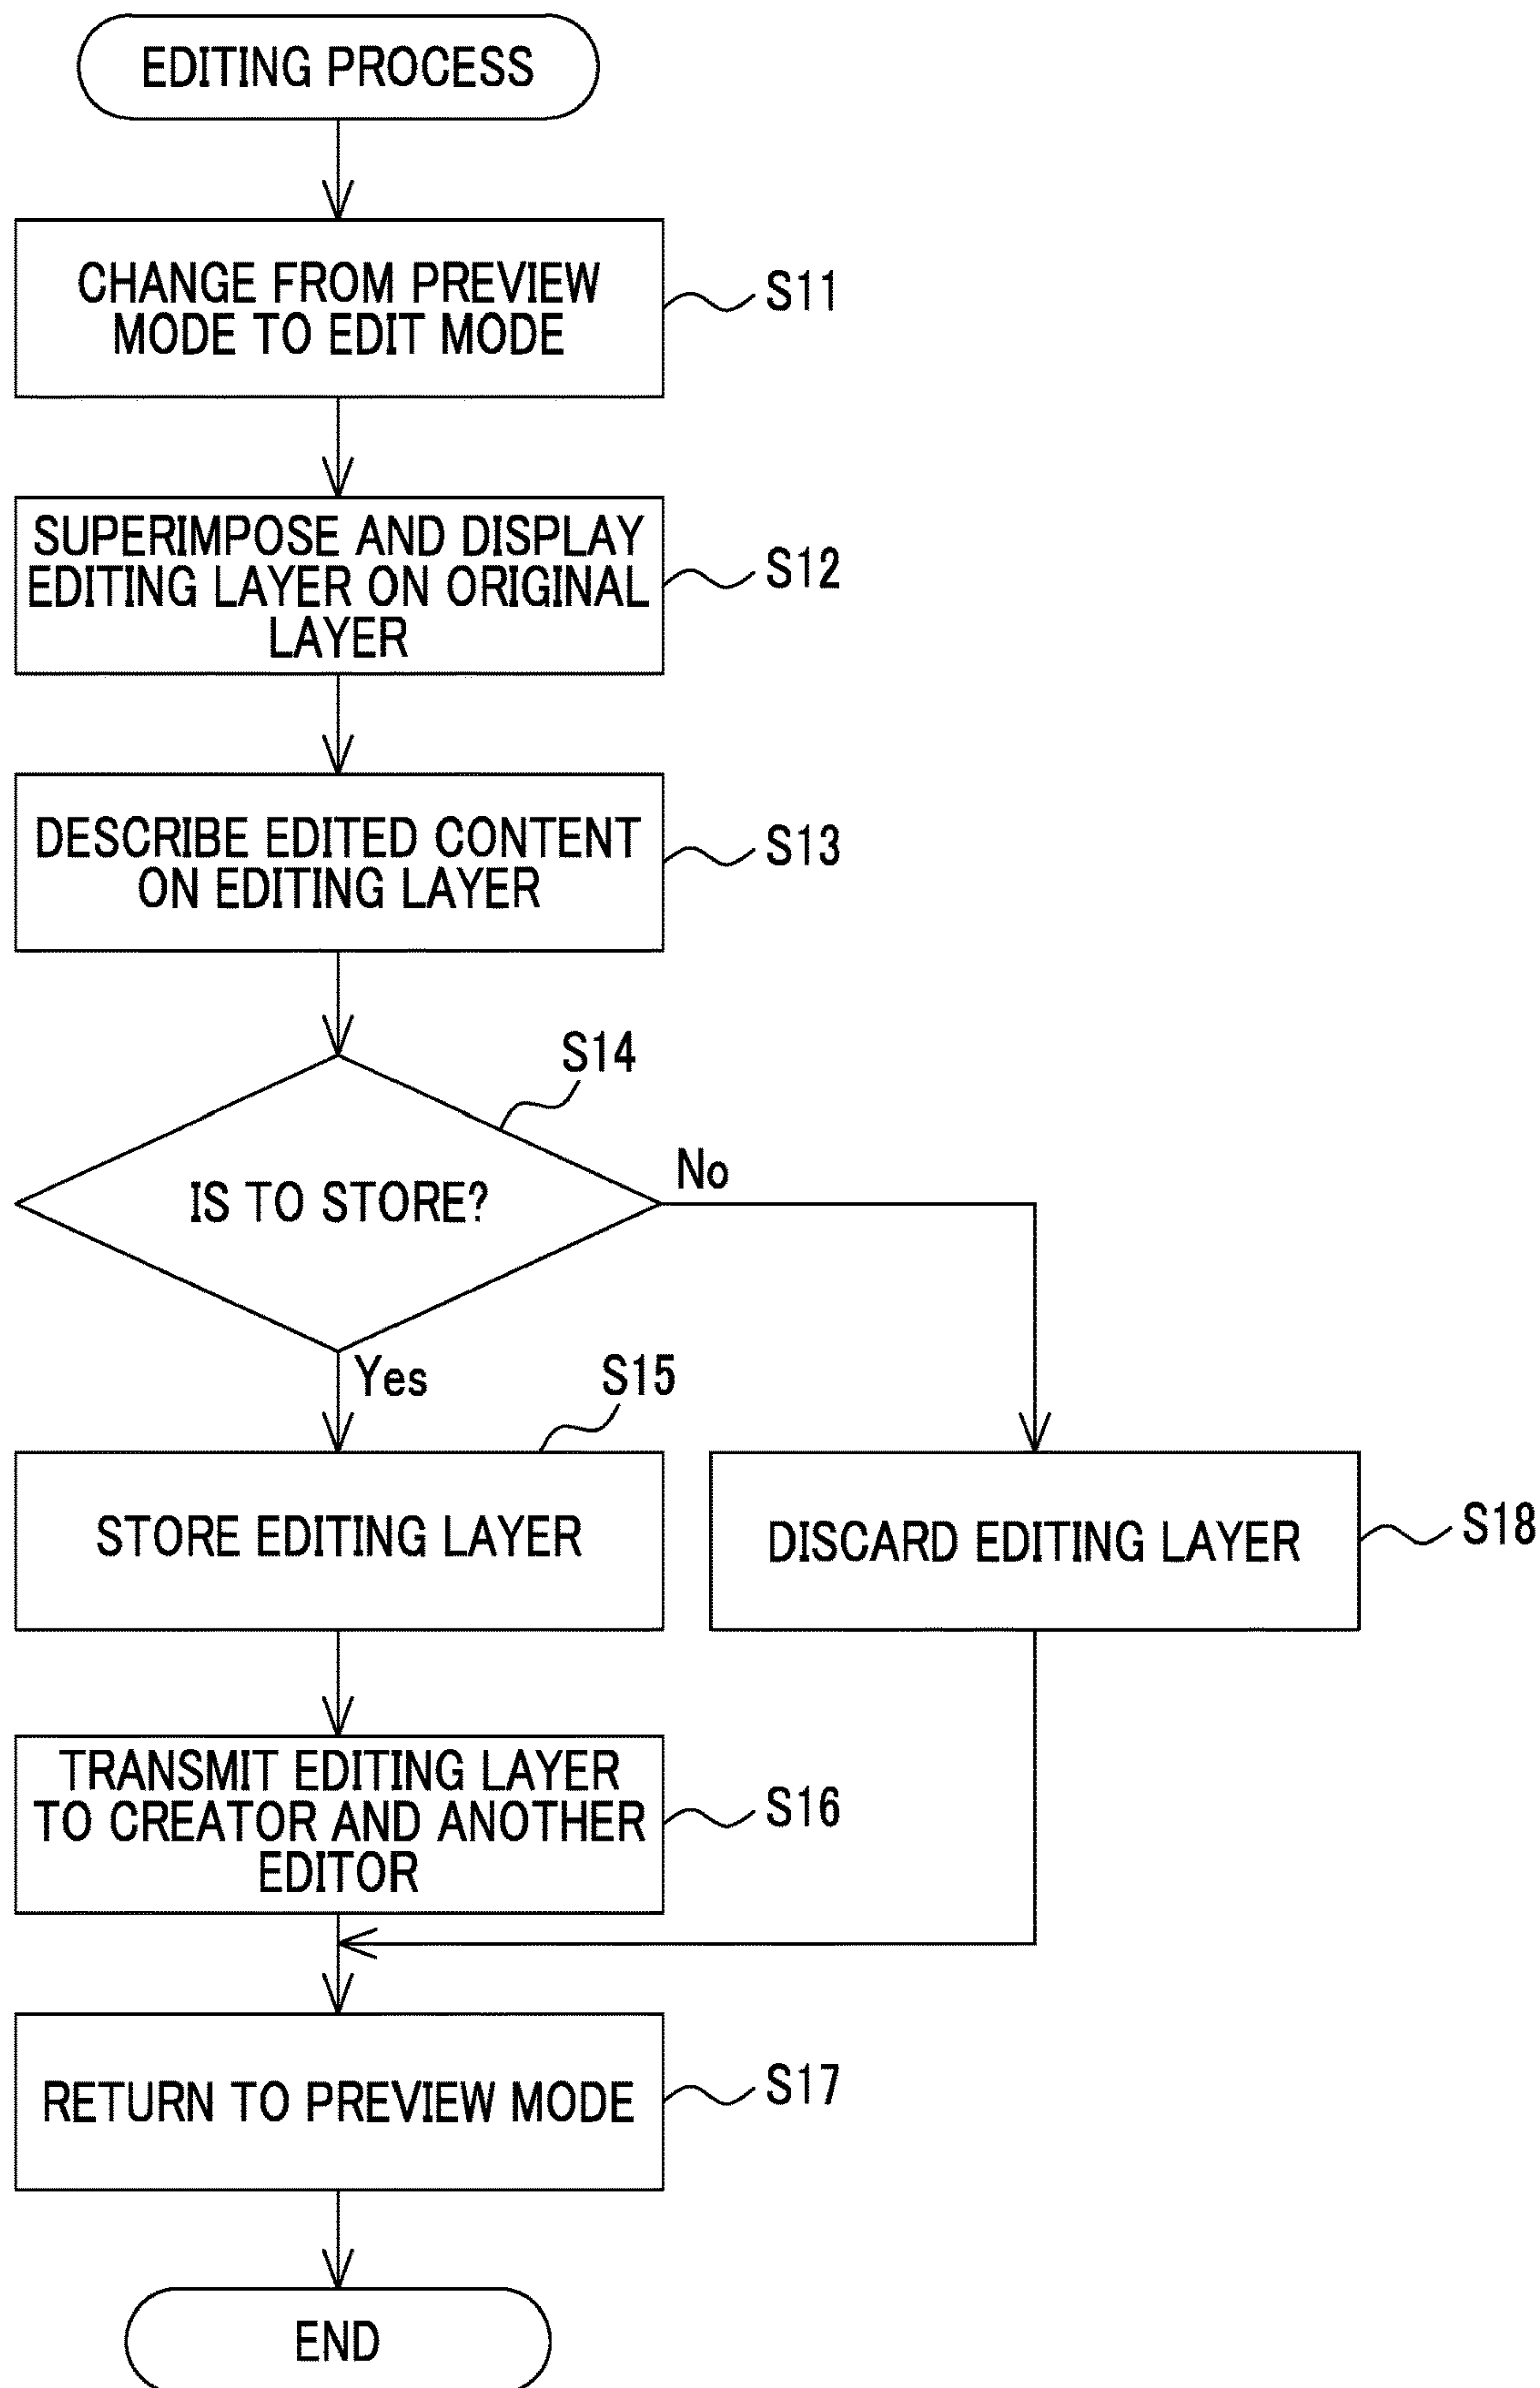 EDITING PROCESS
CHANGE FROM PREVIEW
MODE TO EDIT MODE
S11
SUPERIMPOSE AND DISPLAY
EDITING LAYER ON ORIGINAL
LAYER
S12
DESCRIBE EDITED CONTENT
ON EDITING LAYER
S13
S14
IS TO STORE?
No
Yes
S15
STORE EDITING LAYER
DISCARD EDITING LAYER
S18
TRANSMIT EDITING LAYER
TO CREATOR AND ANOTHER
EDITOR
S16
RETURN TO PREVIEW MODE
S17
END